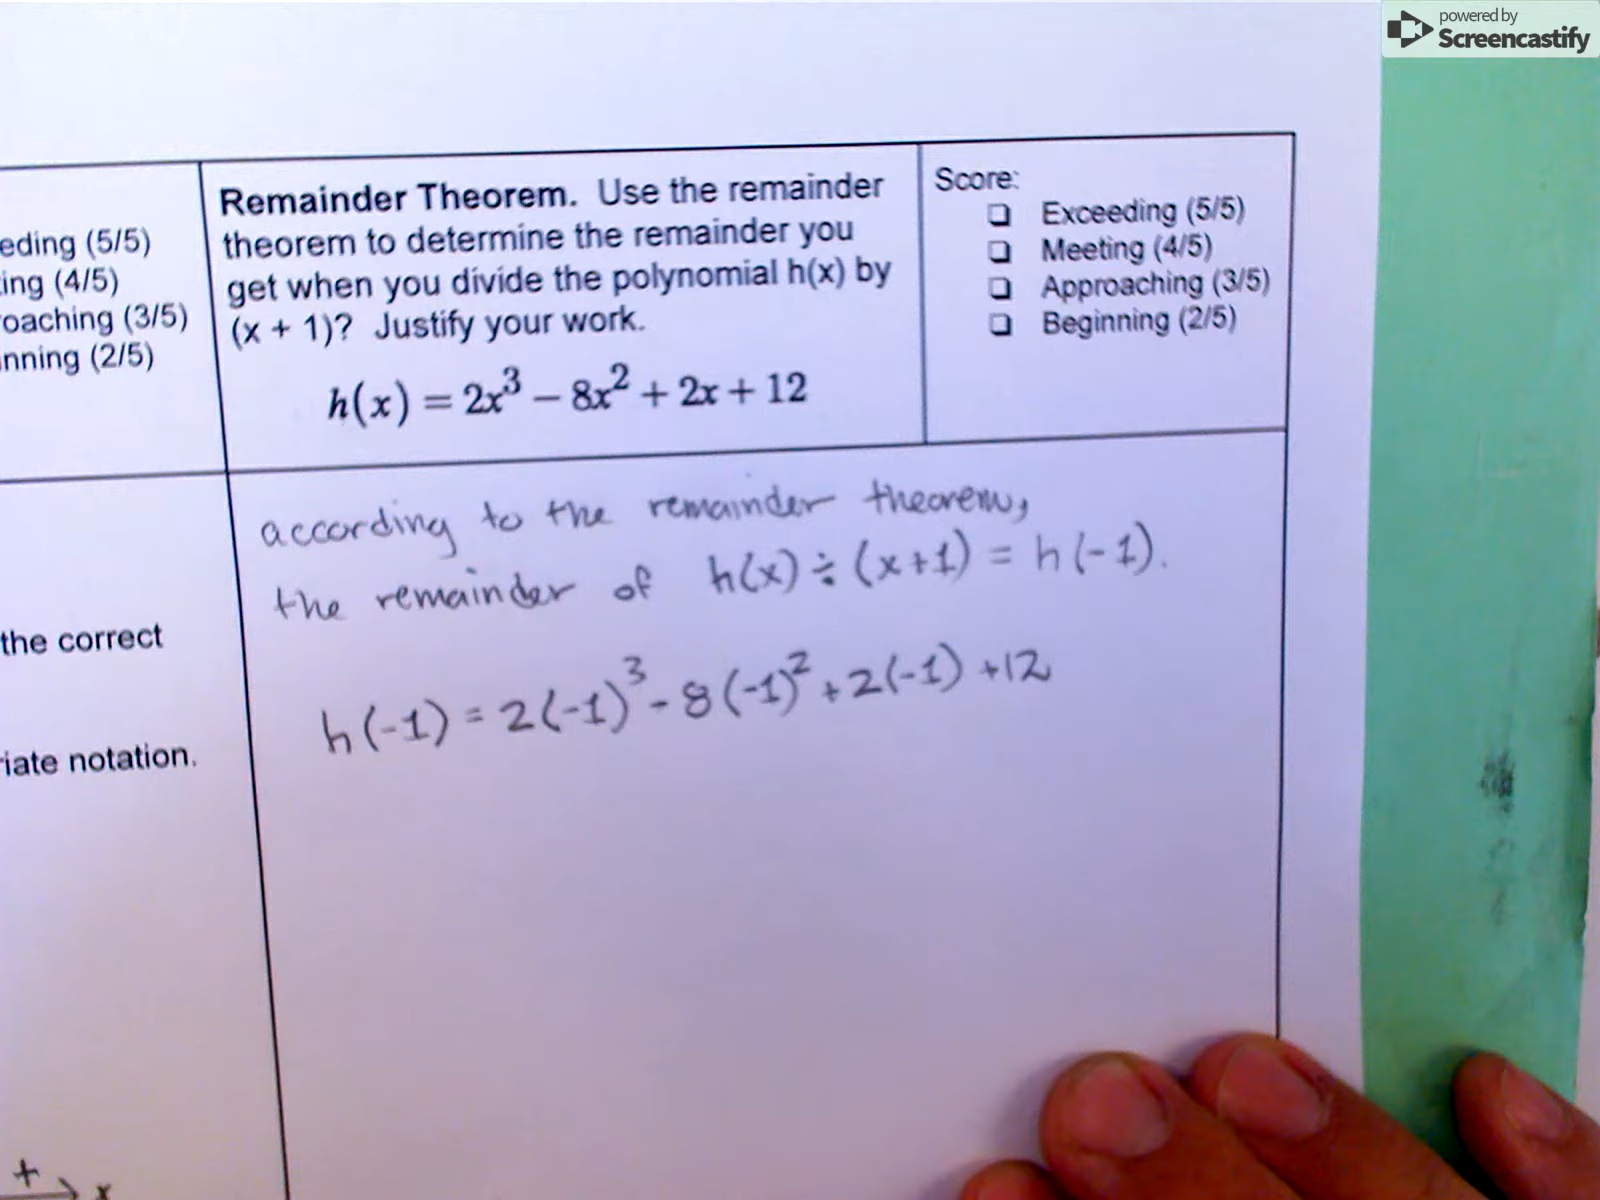 powered by
Screencastify
eding (5/5)
ing (4/5)
oaching (3/5)
nning (2/5)
Remainder Theorem. Use the remainder
theorem to determine the remainder you
get when you divide the polynomial h(x) by
(x + 1)? Justify your work.
h(x) = 2x³ − 8x² + 2x + 12
Score:
❏ Exceeding (5/5)
❏ Meeting (4/5)
❏ Approaching (3/5)
❏ Beginning (2/5)
according to the remainder theorem,
the remainder of h(x) ÷ (x+1) = h(-1).
h(-1) = 2(-1)³ - 8(-1)² + 2(-1) +12
the correct
riate notation.
+
x